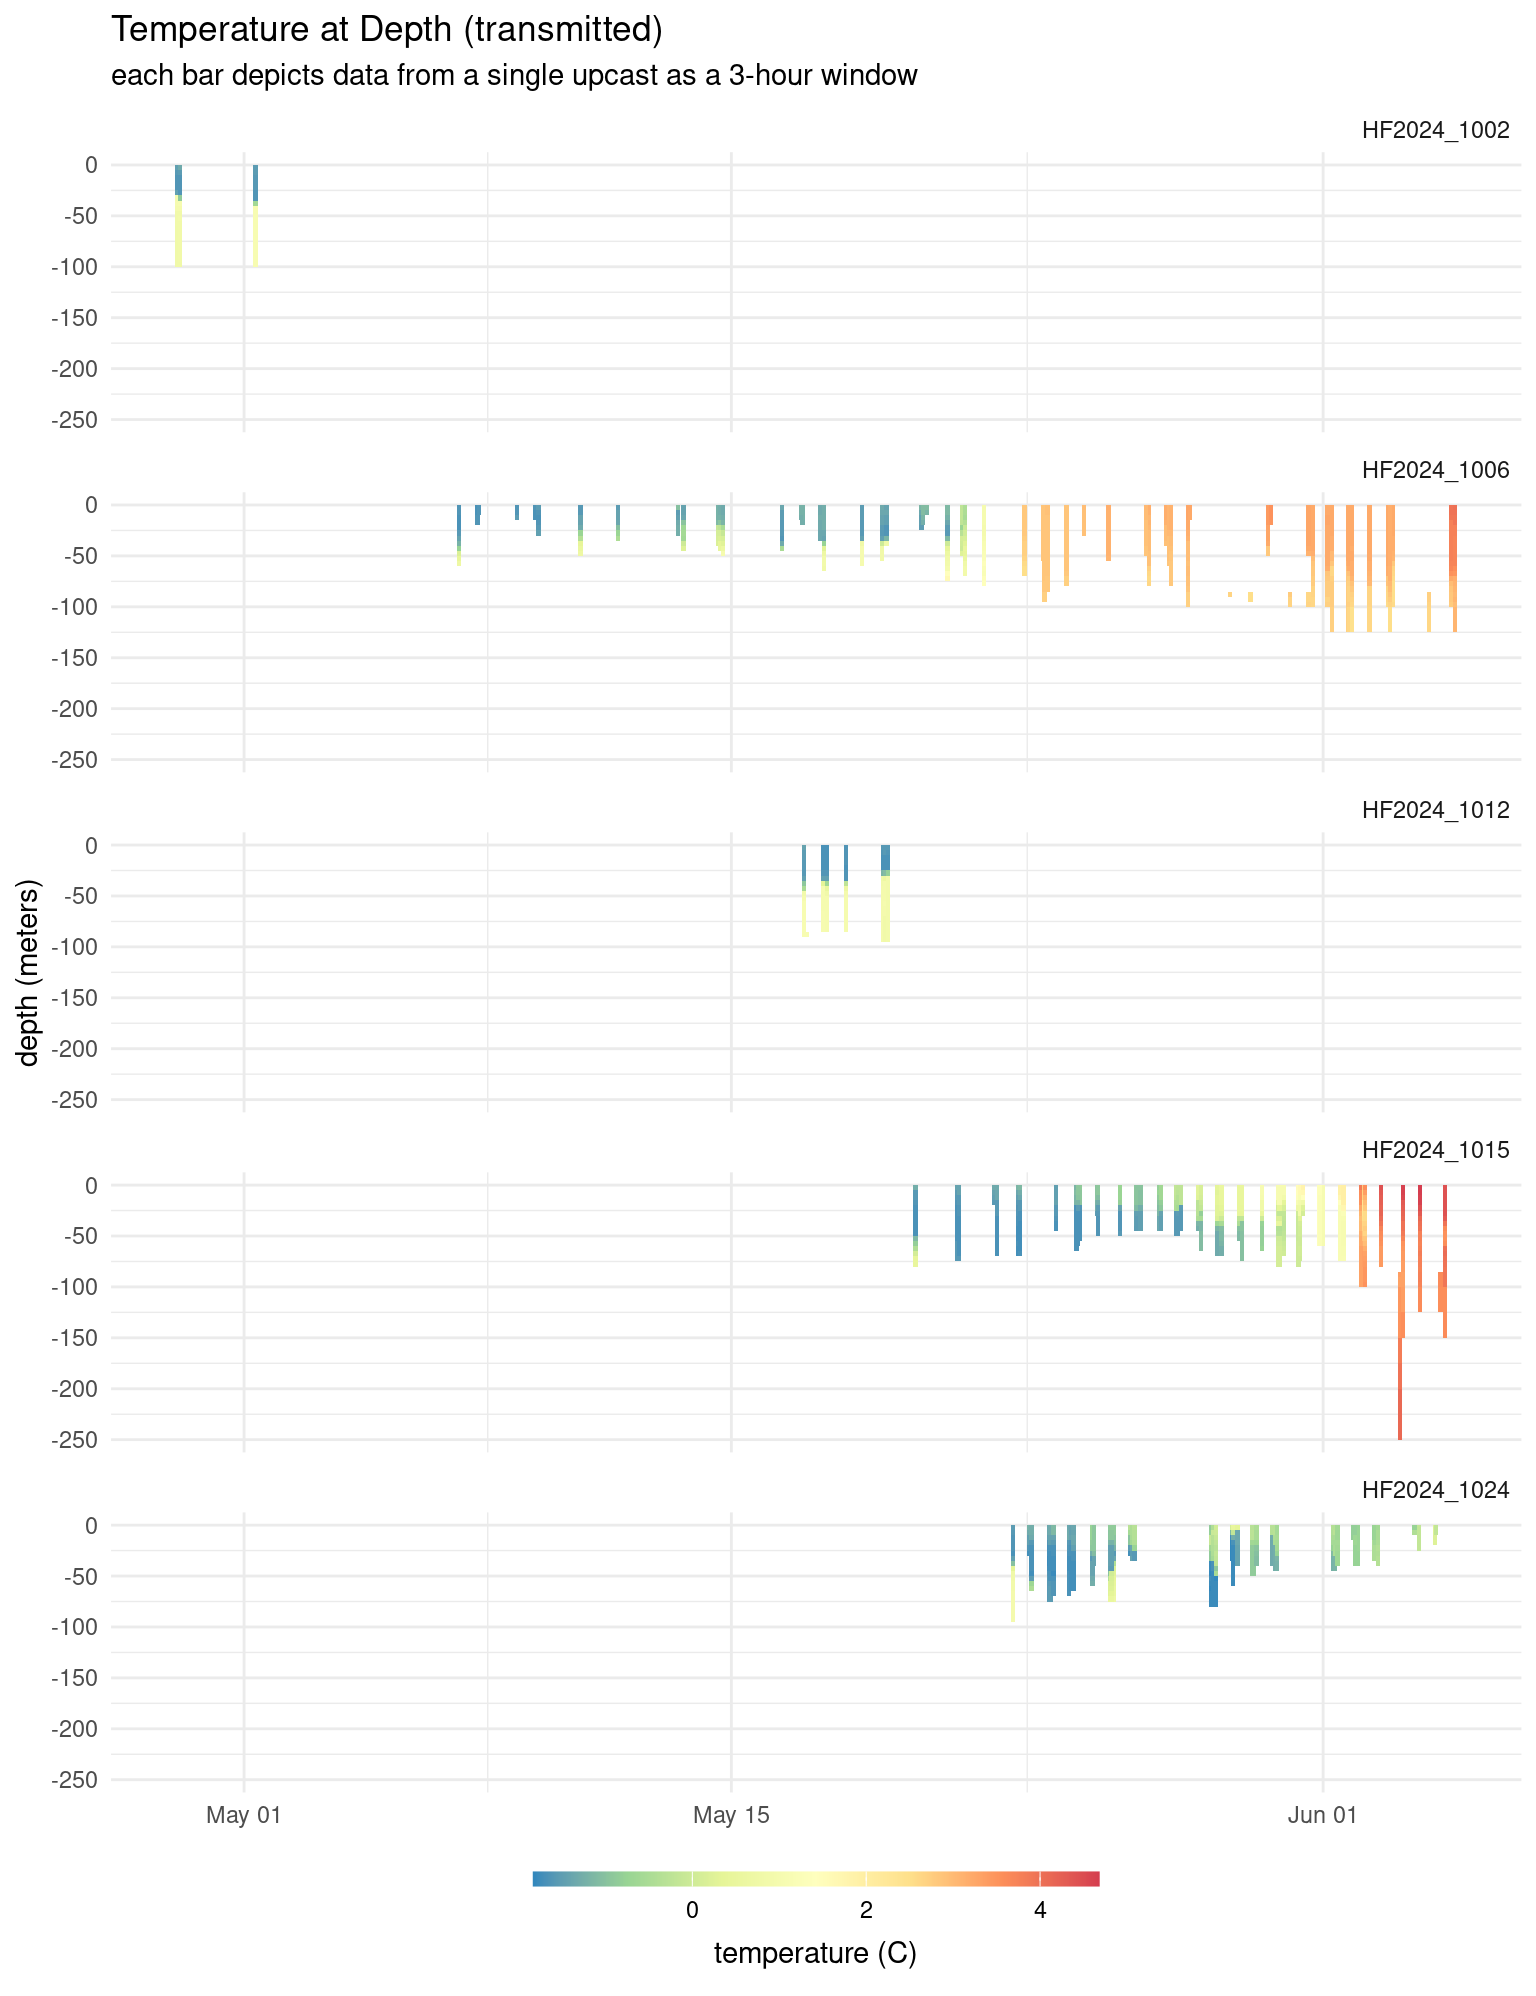 Temperature at Depth (transmitted)
each bar depicts data from a single upcast as a 3-hour window
HF2024_1002
0
-50
-100
-150
-200
-250
HF2024_1006
0
-50
-100
-150
-200
-250
HF2024_1012
0
-50
-100
-150
-200
-250
depth (meters)
HF2024_1015
0
-50
-100
-150
-200
-250
HF2024_1024
0
-50
-100
-150
-200
-250
May 01 May 15 Jun 01
0 2 4
temperature (C)